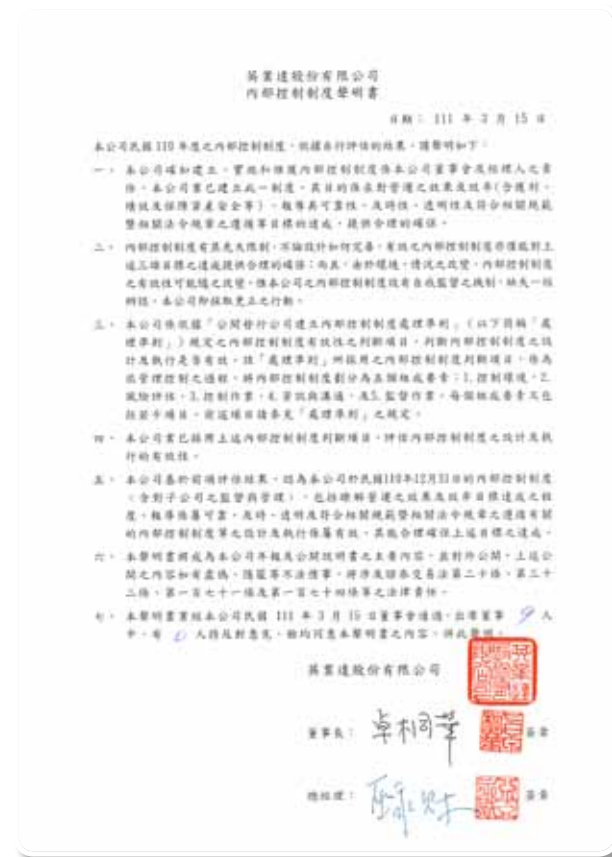 英業達股份有限公司
內部控制制度聲明書
日期：111 年 3 月 15 日
本公司民國 110 年度之內部控制制度，依據自行評估的結果，謹聲明如下：
一、 本公司確知建立、實施和維護內部控制制度係本公司董事會及經理人之責
任，本公司業已建立此一制度。其目的係在對營運之效果及效率(含獲利、
績效及保障資產安全等)、報導具可靠性、及時性、透明性及符合相關規範
暨相關法令規章之遵循等目標的達成，提供合理的確保。
二、 內部控制制度有其先天限制，不論設計如何完善，有效之內部控制制度亦僅能對上
述三項目標之達成提供合理的確保；而且，由於環境、情況之改變，內部控制制度
之有效性可能隨之改變。惟本公司之內部控制制度設有自我監督之機制，缺失一經
辨認，本公司即採取更正之行動。
三、 本公司係依據「公開發行公司建立內部控制制度處理準則」（以下簡稱「處
理準則」）規定之內部控制制度有效性之判斷項目，判斷內部控制制度之設
計及執行是否有效。該「處理準則」所採用之內部控制制度判斷項目，係為
依管理控制之過程，將內部控制制度劃分為五個組成要素：1.控制環境，2.
風險評估，3.控制作業，4.資訊與溝通，及5.監督作業。每個組成要素又包
括若干項目。前述項目請參見「處理準則」之規定。
四、 本公司業已採用上述內部控制制度判斷項目，評估內部控制制度之設計及執
行的有效性。
五、 本公司基於前項評估結果，認為本公司於民國110年12月31日的內部控制制度
（含對子公司之監督與管理），包括瞭解營運之效果及效率目標達成之程
度、報導係屬可靠、及時、透明及符合相關規範暨相關法令規章之遵循有關
的內部控制制度等之設計及執行係屬有效，其能合理確保上述目標之達成。
六、 本聲明書將成為本公司年報及公開說明書之主要內容，並對外公開。上述公
開之內容如有虛偽、隱匿等不法情事，將涉及證券交易法第二十條、第三十
二條、第一百七十一條及第一百七十四條等之法律責任。
七、 本聲明書業經本公司民國 111 年 3 月 15 日董事會通過，出席董事 9 人
中，有 0 人持反對意見，餘均同意本聲明書之內容，併此聲明。
英業達股份有限公司
董事長：卓桐華 簽章
總經理： 簽章